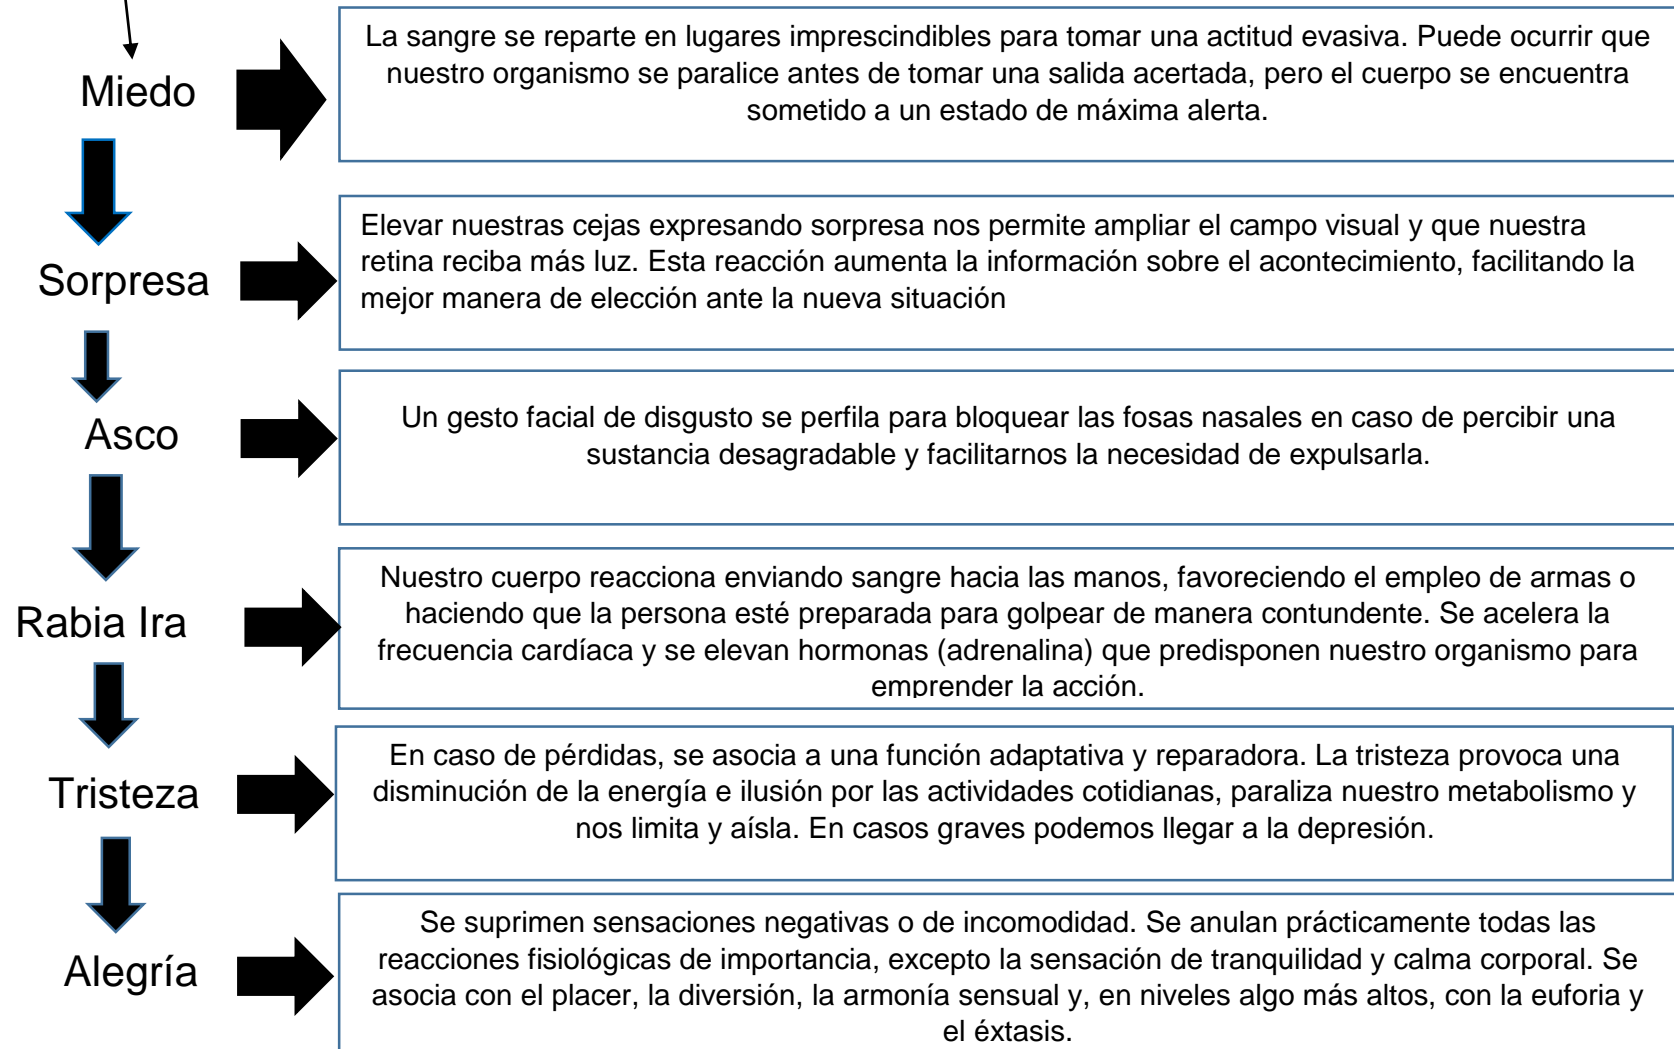 Miedo
La sangre se reparte en lugares imprescindibles para tomar una actitud evasiva. Puede ocurrir que
nuestro organismo se paralice antes de tomar una salida acertada, pero el cuerpo se encuentra
sometido a un estado de máxima alerta.
Sorpresa
Elevar nuestras cejas expresando sorpresa nos permite ampliar el campo visual y que nuestra
retina reciba más luz. Esta reacción aumenta la información sobre el acontecimiento, facilitando la
mejor manera de elección ante la nueva situación
Asco
Un gesto facial de disgusto se perfila para bloquear las fosas nasales en caso de percibir una
sustancia desagradable y facilitarnos la necesidad de expulsarla.
Rabia Ira
Nuestro cuerpo reacciona enviando sangre hacia las manos, favoreciendo el empleo de armas o
haciendo que la persona esté preparada para golpear de manera contundente. Se acelera la
frecuencia cardíaca y se elevan hormonas (adrenalina) que predisponen nuestro organismo para
emprender la acción.
Tristeza
En caso de pérdidas, se asocia a una función adaptativa y reparadora. La tristeza provoca una
disminución de la energía e ilusión por las actividades cotidianas, paraliza nuestro metabolismo y
nos limita y aísla. En casos graves podemos llegar a la depresión.
Alegría
Se suprimen sensaciones negativas o de incomodidad. Se anulan prácticamente todas las
reacciones fisiológicas de importancia, excepto la sensación de tranquilidad y calma corporal. Se
asocia con el placer, la diversión, la armonía sensual y, en niveles algo más altos, con la euforia y
el éxtasis.